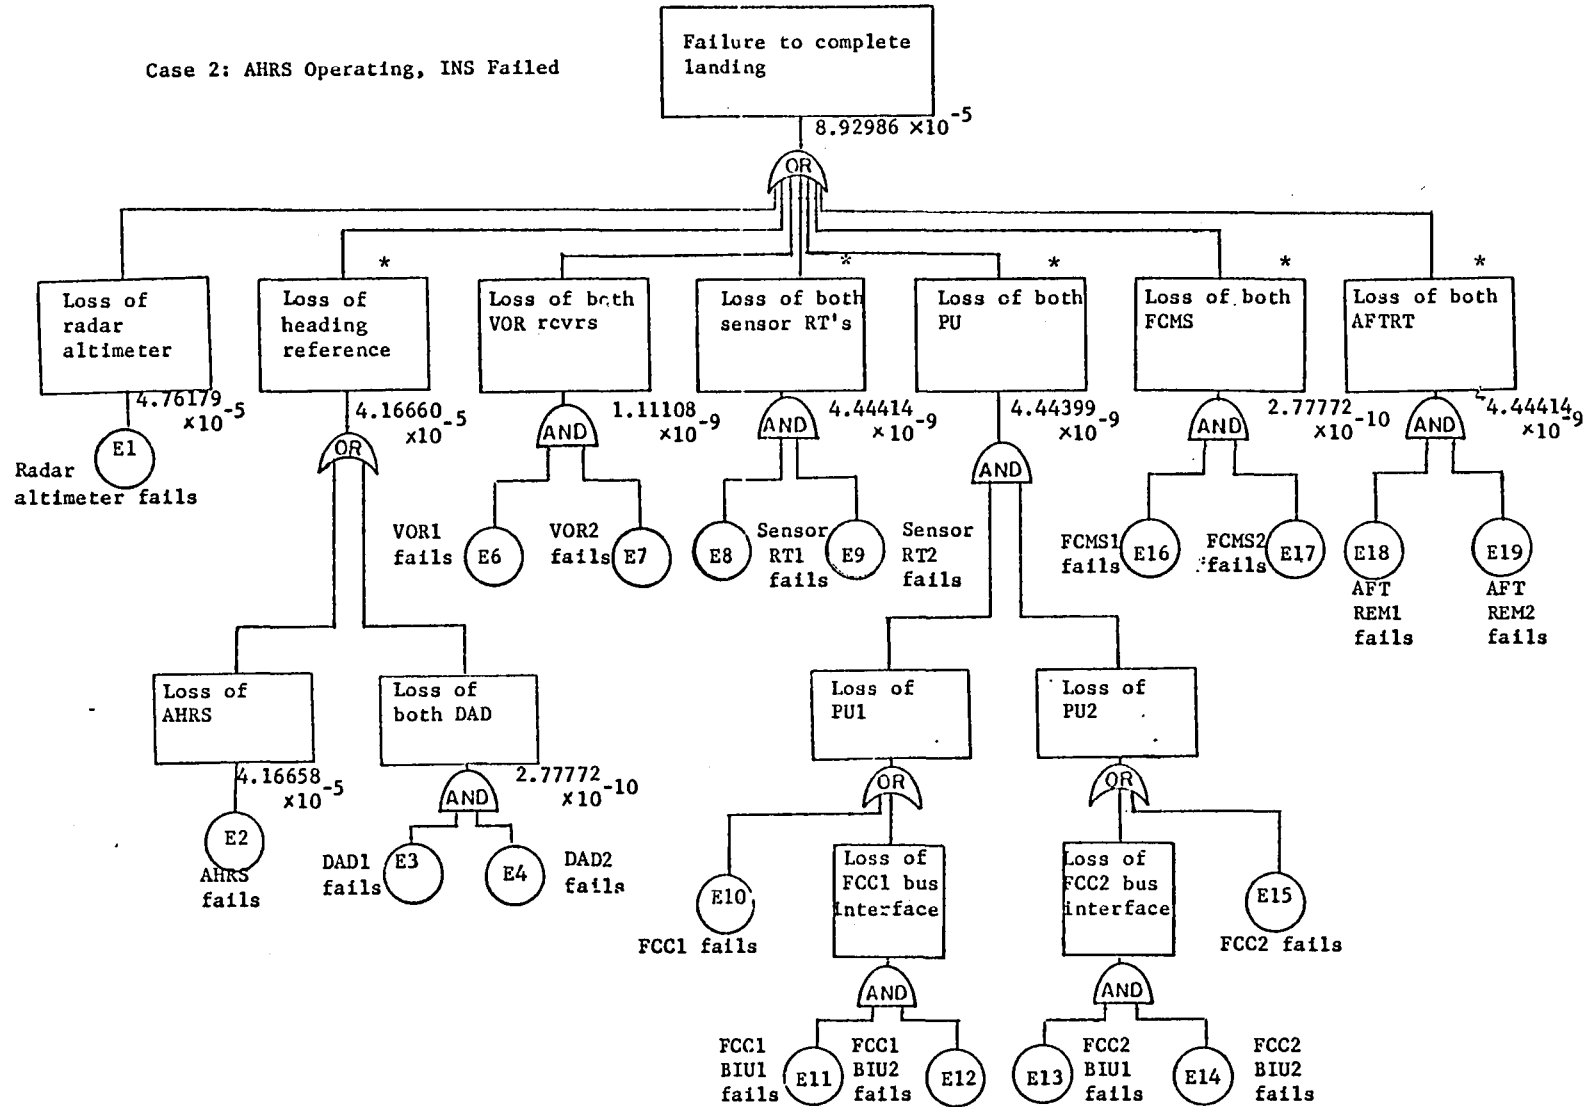 Case 2: AHRS Operating, INS Failed
Failure to complete
landing
8.92986 ×10-5
OR
*
*
*
*
*
Loss of
radar
altimeter
Loss of
heading
reference
Loss of both
VOR rcvrs
Loss of both
sensor RT's
Loss of both
PU
Loss of both
FCMS
Loss of both
AFTRT
4.76179
×10-5
4.16660
×10-5
1.11108
×10-9
4.44414
×10-9
4.44399
×10-9
2.77772
×10-10
4.44414
×10-9
E1
Radar
altimeter fails
OR
AND
AND
AND
AND
AND
VOR1
fails
E6
VOR2
fails
E7
E8
Sensor
RT1
fails
E9
Sensor
RT2
fails
FCMS1
fails
E16
FCMS2
fails
E17
E18
AFT
REM1
fails
E19
AFT
REM2
fails
Loss of
AHRS
Loss of
both DAD
Loss of
PU1
Loss of
PU2
4.16658
×10-5
2.77772
×10-10
AND
OR
OR
E2
AHRS
fails
DAD1
fails
E3
E4
DAD2
fails
E10
FCC1 fails
Loss of
FCC1 bus
interface
Loss of
FCC2 bus
interface
E15
FCC2 fails
AND
AND
FCC1
BIU1
fails
E11
FCC1
BIU2
fails
E12
E13
FCC2
BIU1
fails
E14
FCC2
BIU2
fails